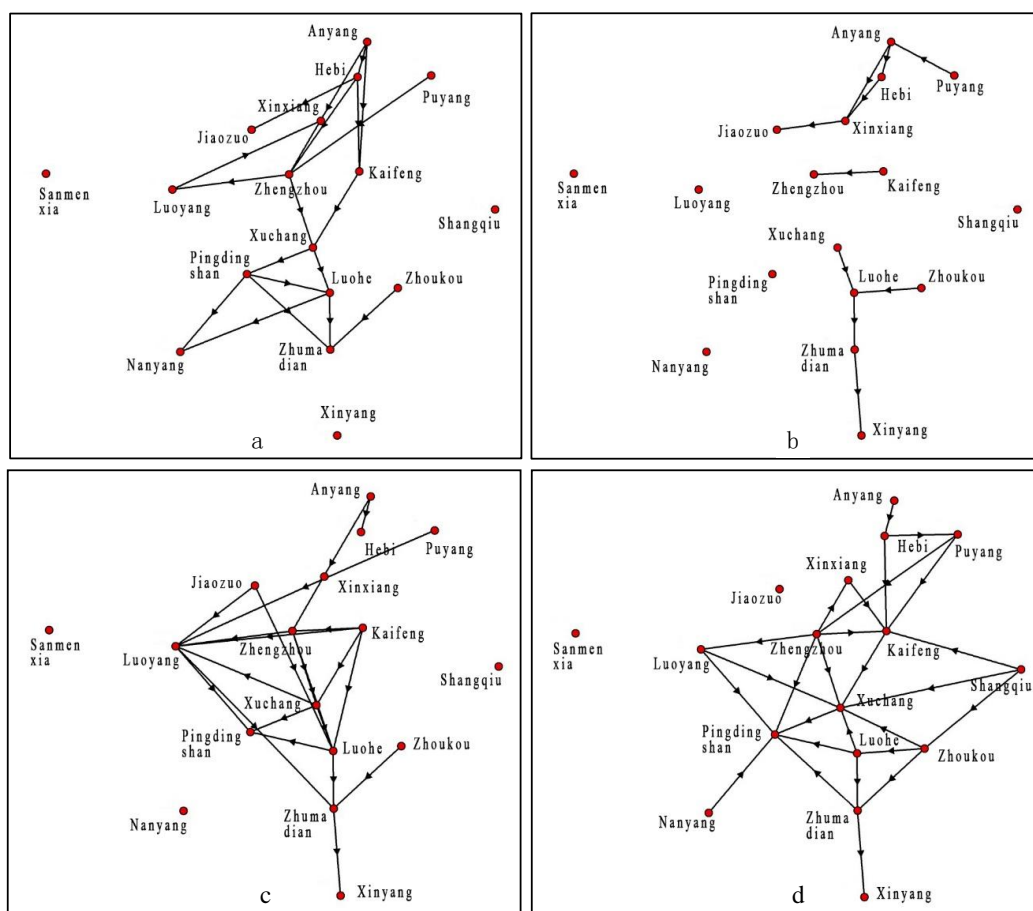 Anyang
Hebi
Puyang
Xinxiang
Jiaozuo
Kaifeng
Zhengzhou
Sanmen
xia
Luoyang
Shangqiu
Xuchang
Pingding
shan
Luohe
Zhoukou
Nanyang
Zhuma
dian
Xinyang
a
Anyang
Hebi
Puyang
Xinxiang
Jiaozuo
Kaifeng
Zhengzhou
Sanmen
xia
Luoyang
Shangqiu
Xuchang
Pingding
shan
Luohe
Zhoukou
Nanyang
Zhuma
dian
Xinyang
b
Anyang
Hebi
Puyang
Xinxiang
Jiaozuo
Kaifeng
Zhengzhou
Sanmen
xia
Luoyang
Shangqiu
Xuchang
Pingding
shan
Luohe
Zhoukou
Nanyang
Zhuma
dian
Xinyang
c
Anyang
Hebi
Puyang
Xinxiang
Jiaozuo
Kaifeng
Zhengzhou
Sanmen
xia
Luoyang
Shangqiu
Xuchang
Pingding
shan
Luohe
Zhoukou
Nanyang
Zhuma
dian
Xinyang
d